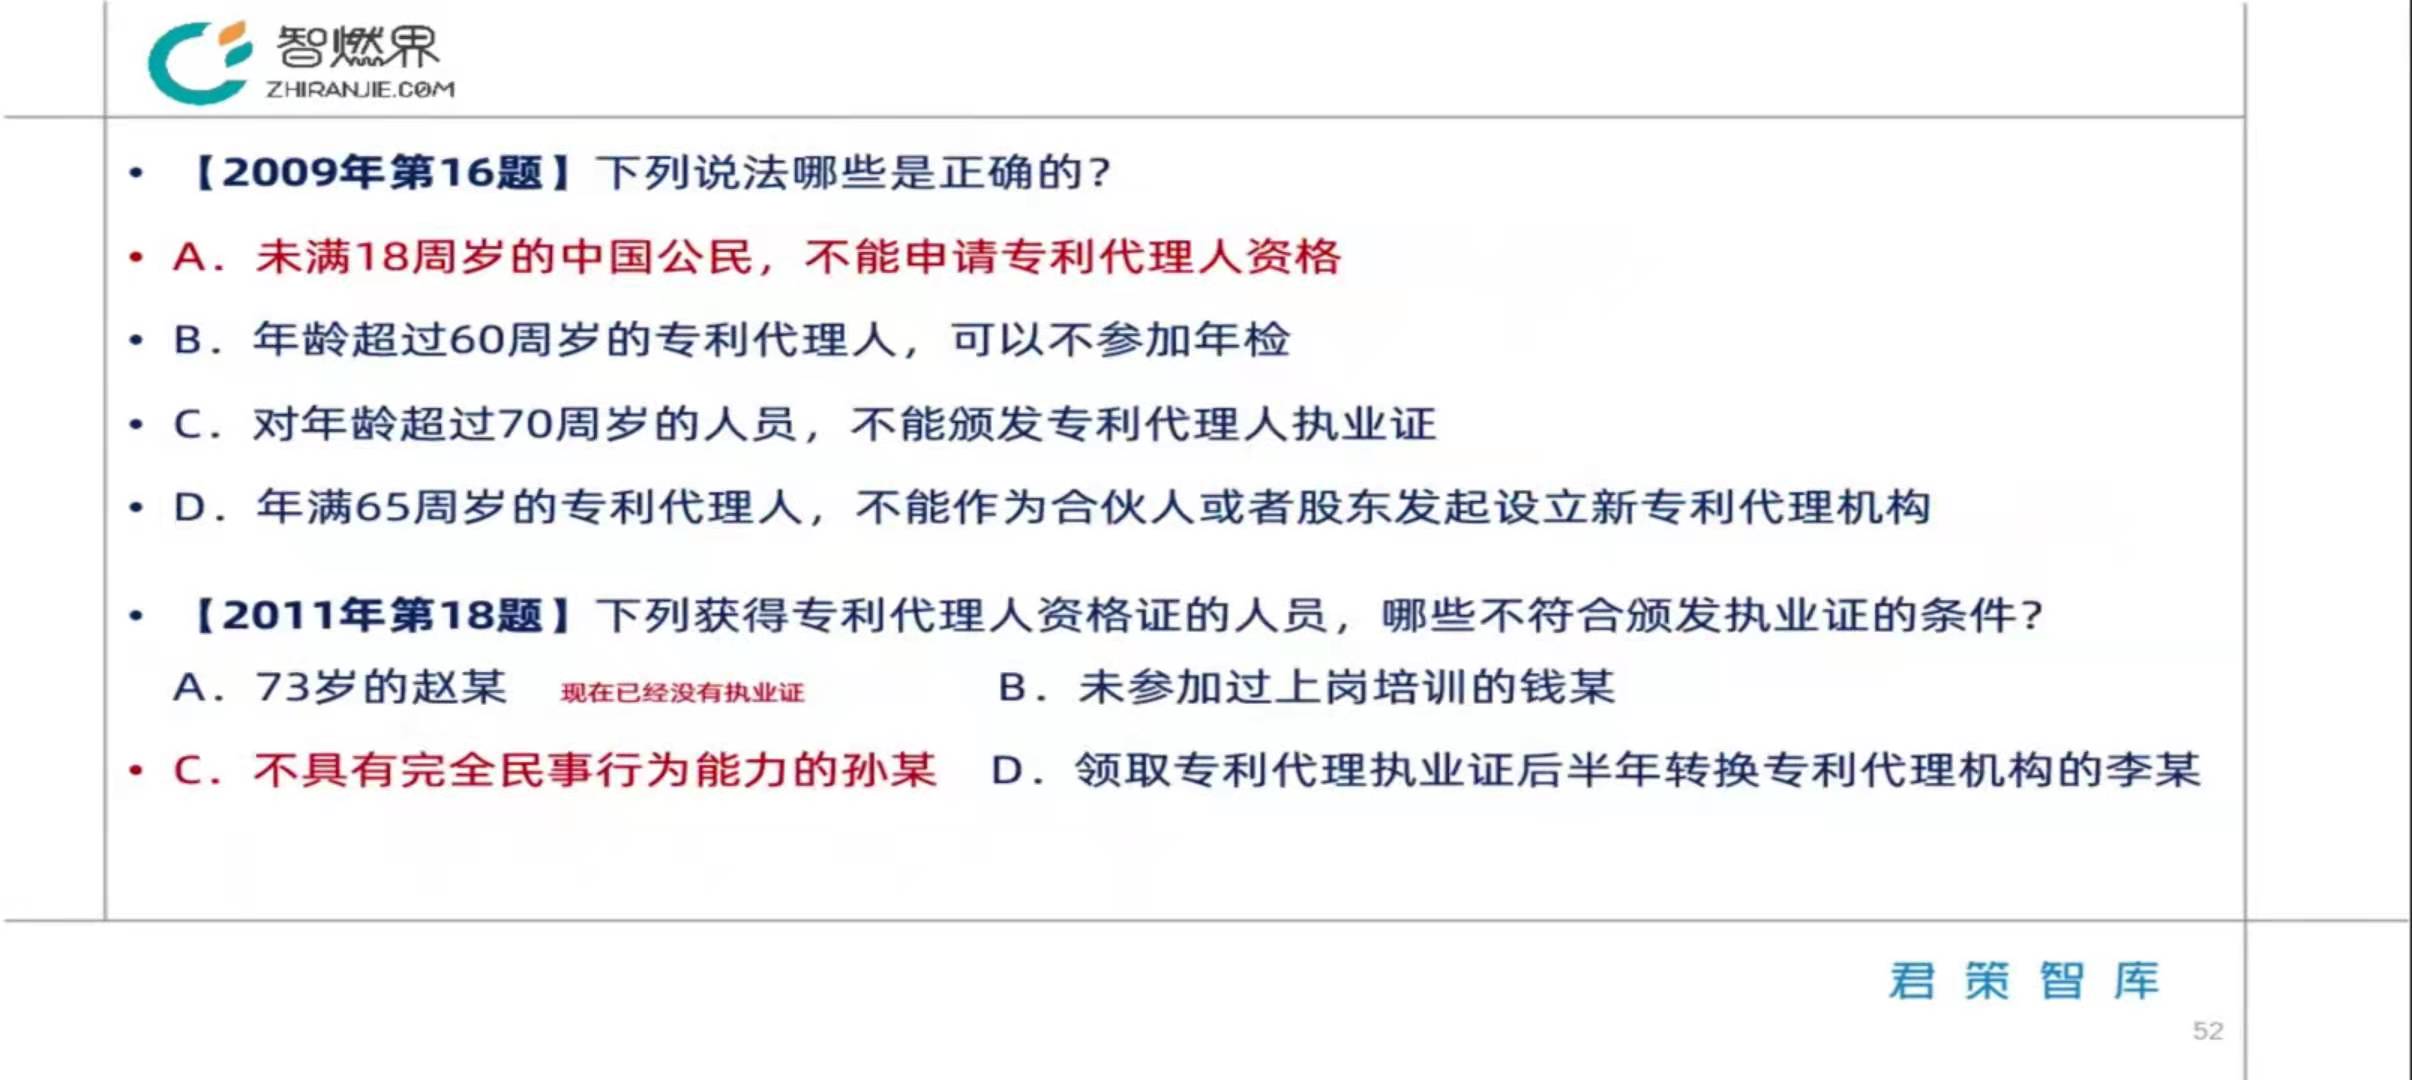 智燃界
ZHIRANJIE.COM
• 【2009年第16题】下列说法哪些是正确的？
• A．未满18周岁的中国公民，不能申请专利代理人资格
• B．年龄超过60周岁的专利代理人，可以不参加年检
• C．对年龄超过70周岁的人员，不能颁发专利代理人执业证
• D．年满65周岁的专利代理人，不能作为合伙人或者股东发起设立新专利代理机构
• 【2011年第18题】下列获得专利代理人资格证的人员，哪些不符合颁发执业证的条件？
A．73岁的赵某 现在已经没有执业证 B．未参加过上岗培训的钱某
• C．不具有完全民事行为能力的孙某 D．领取专利代理执业证后半年转换专利代理机构的李某
君策智库
52